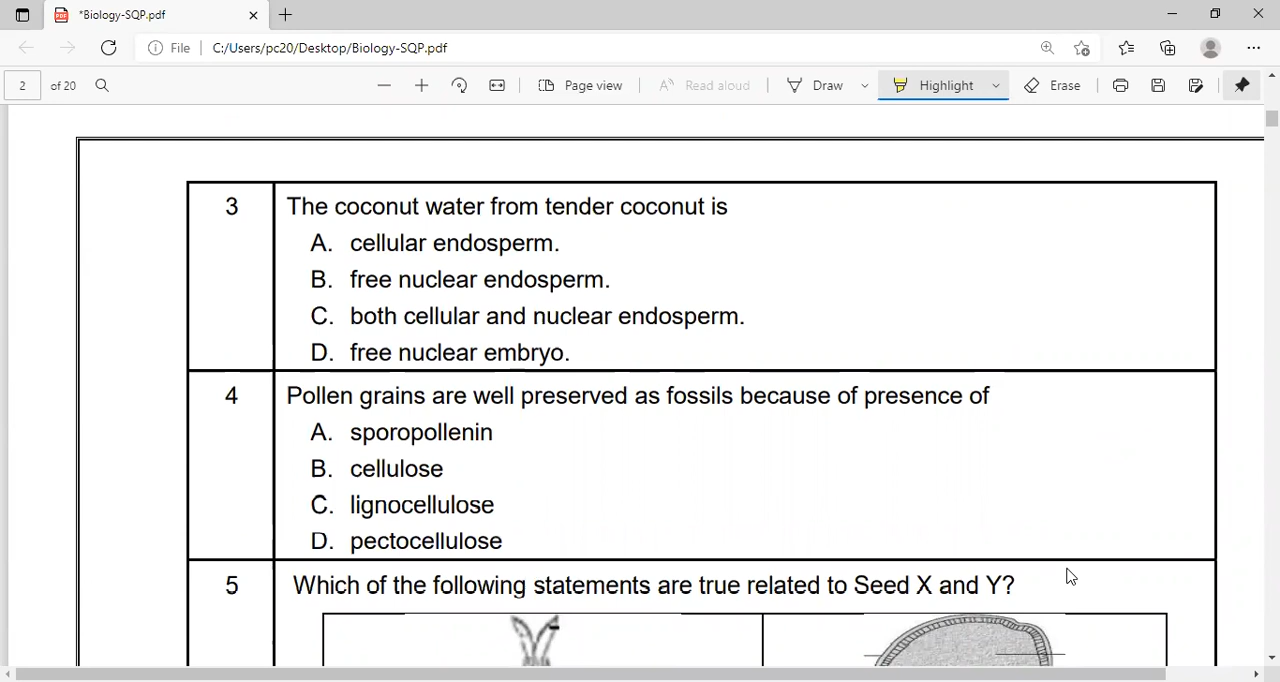 *Biology-SQP.pdf
File C:/Users/pc20/Desktop/Biology-SQP.pdf
2 of 20 Page view Read aloud Draw Highlight Erase
3 The coconut water from tender coconut is
A. cellular endosperm.
B. free nuclear endosperm.
C. both cellular and nuclear endosperm.
D. free nuclear embryo.
4 Pollen grains are well preserved as fossils because of presence of
A. sporopollenin
B. cellulose
C. lignocellulose
D. pectocellulose
5 Which of the following statements are true related to Seed X and Y?